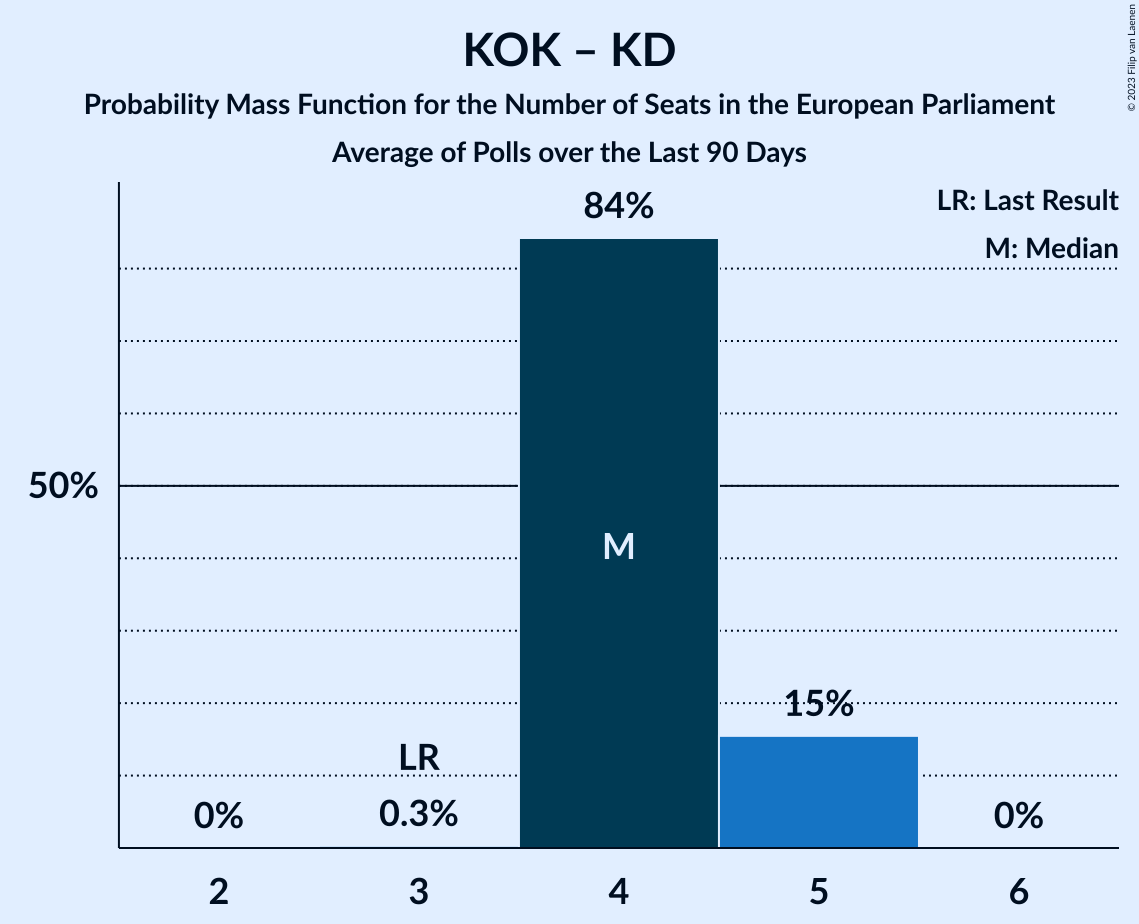 KOK – KD
Probability Mass Function for the Number of Seats in the European Parliament
Average of Polls over the Last 90 Days
© 2023 Filip van Laenen
LR: Last Result
M: Median
84%
50%
M
15%
LR
0%
0.3%
0%
2
3
4
5
6